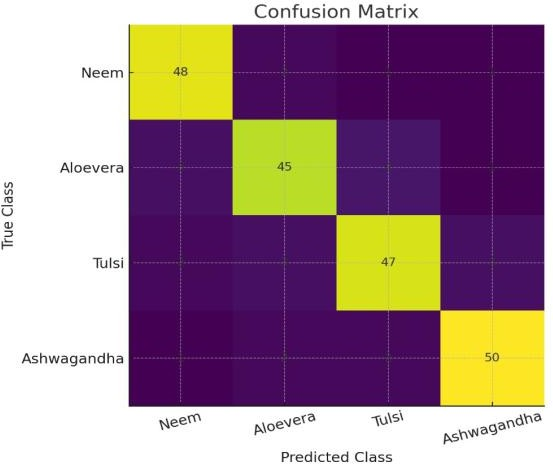 Confusion Matrix
Neem 48
Aloevera 45
Tulsi 47
Ashwagandha 50
True Class
Neem Aloevera Tulsi Ashwagandha
Predicted Class